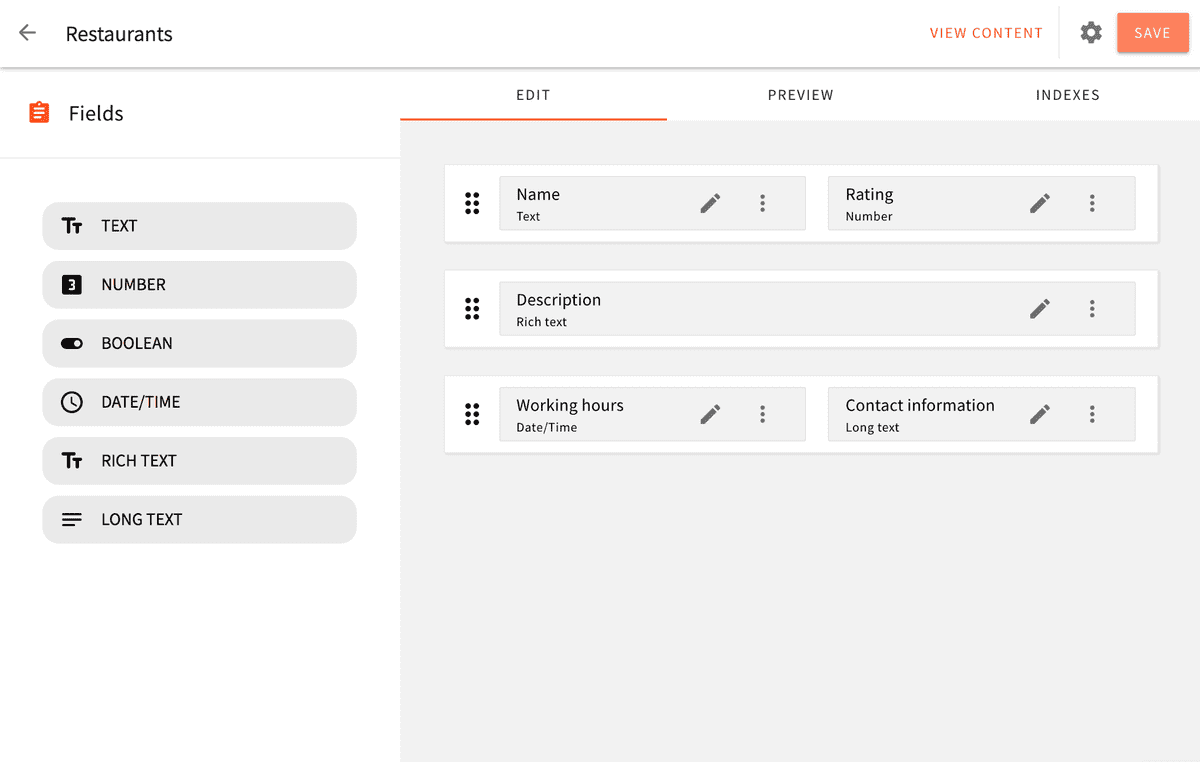 Restaurants
VIEW CONTENT
SAVE
Fields
EDIT
PREVIEW
INDEXES
TEXT
3 NUMBER
BOOLEAN
DATE/TIME
RICH TEXT
LONG TEXT
Name
Text
Rating
Number
Description
Rich text
Working hours
Date/Time
Contact information
Long text